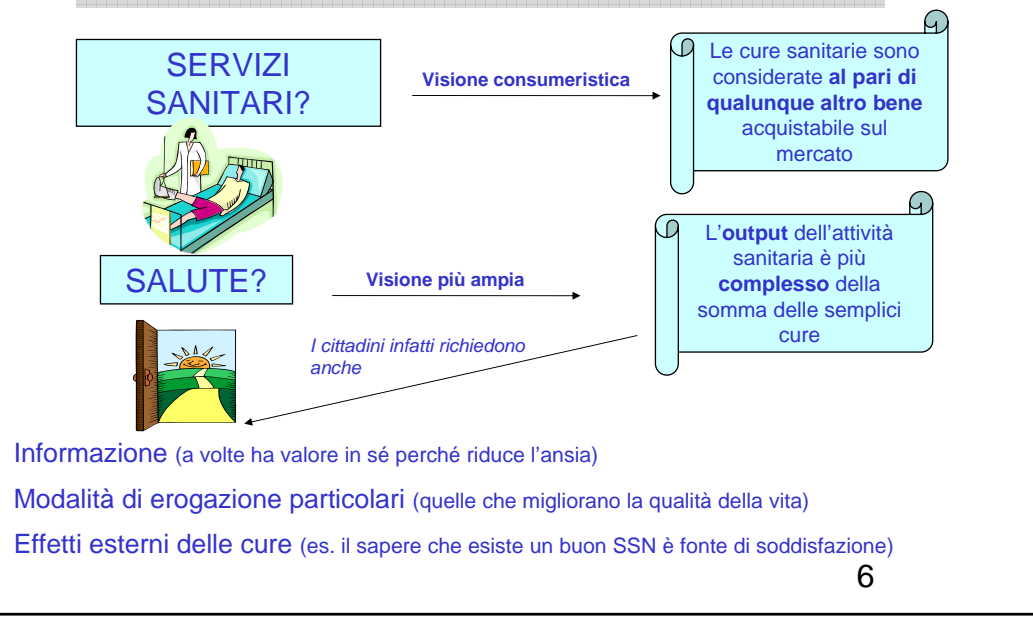 SERVIZI
SANITARI?
Visione consumeristica
Le cure sanitarie sono
considerate al pari di
qualunque altro bene
acquistabile sul
mercato
SALUTE?
Visione più ampia
L'output dell'attività
sanitaria è più
complesso della
somma delle semplici
cure
I cittadini infatti richiedono
anche
Informazione (a volte ha valore in sé perché riduce l'ansia)
Modalità di erogazione particolari (quelle che migliorano la qualità della vita)
Effetti esterni delle cure (es. il sapere che esiste un buon SSN è fonte di soddisfazione)
6